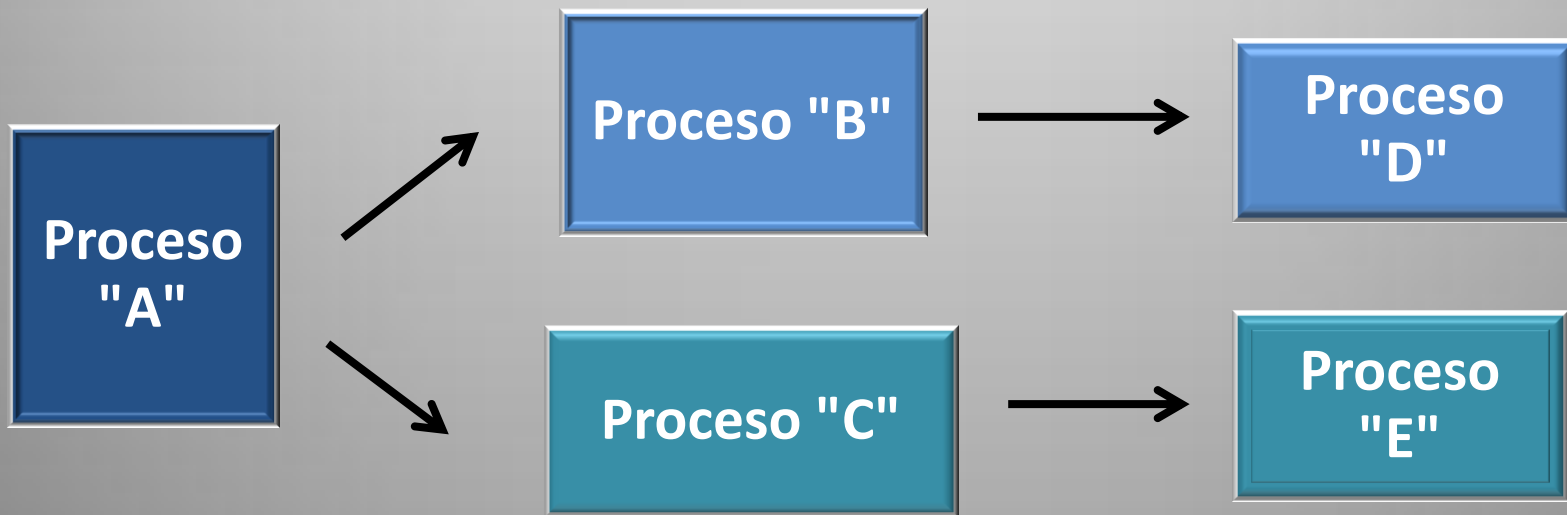 Proceso
"A"
Proceso "B"
Proceso
"D"
Proceso "C"
Proceso
"E"